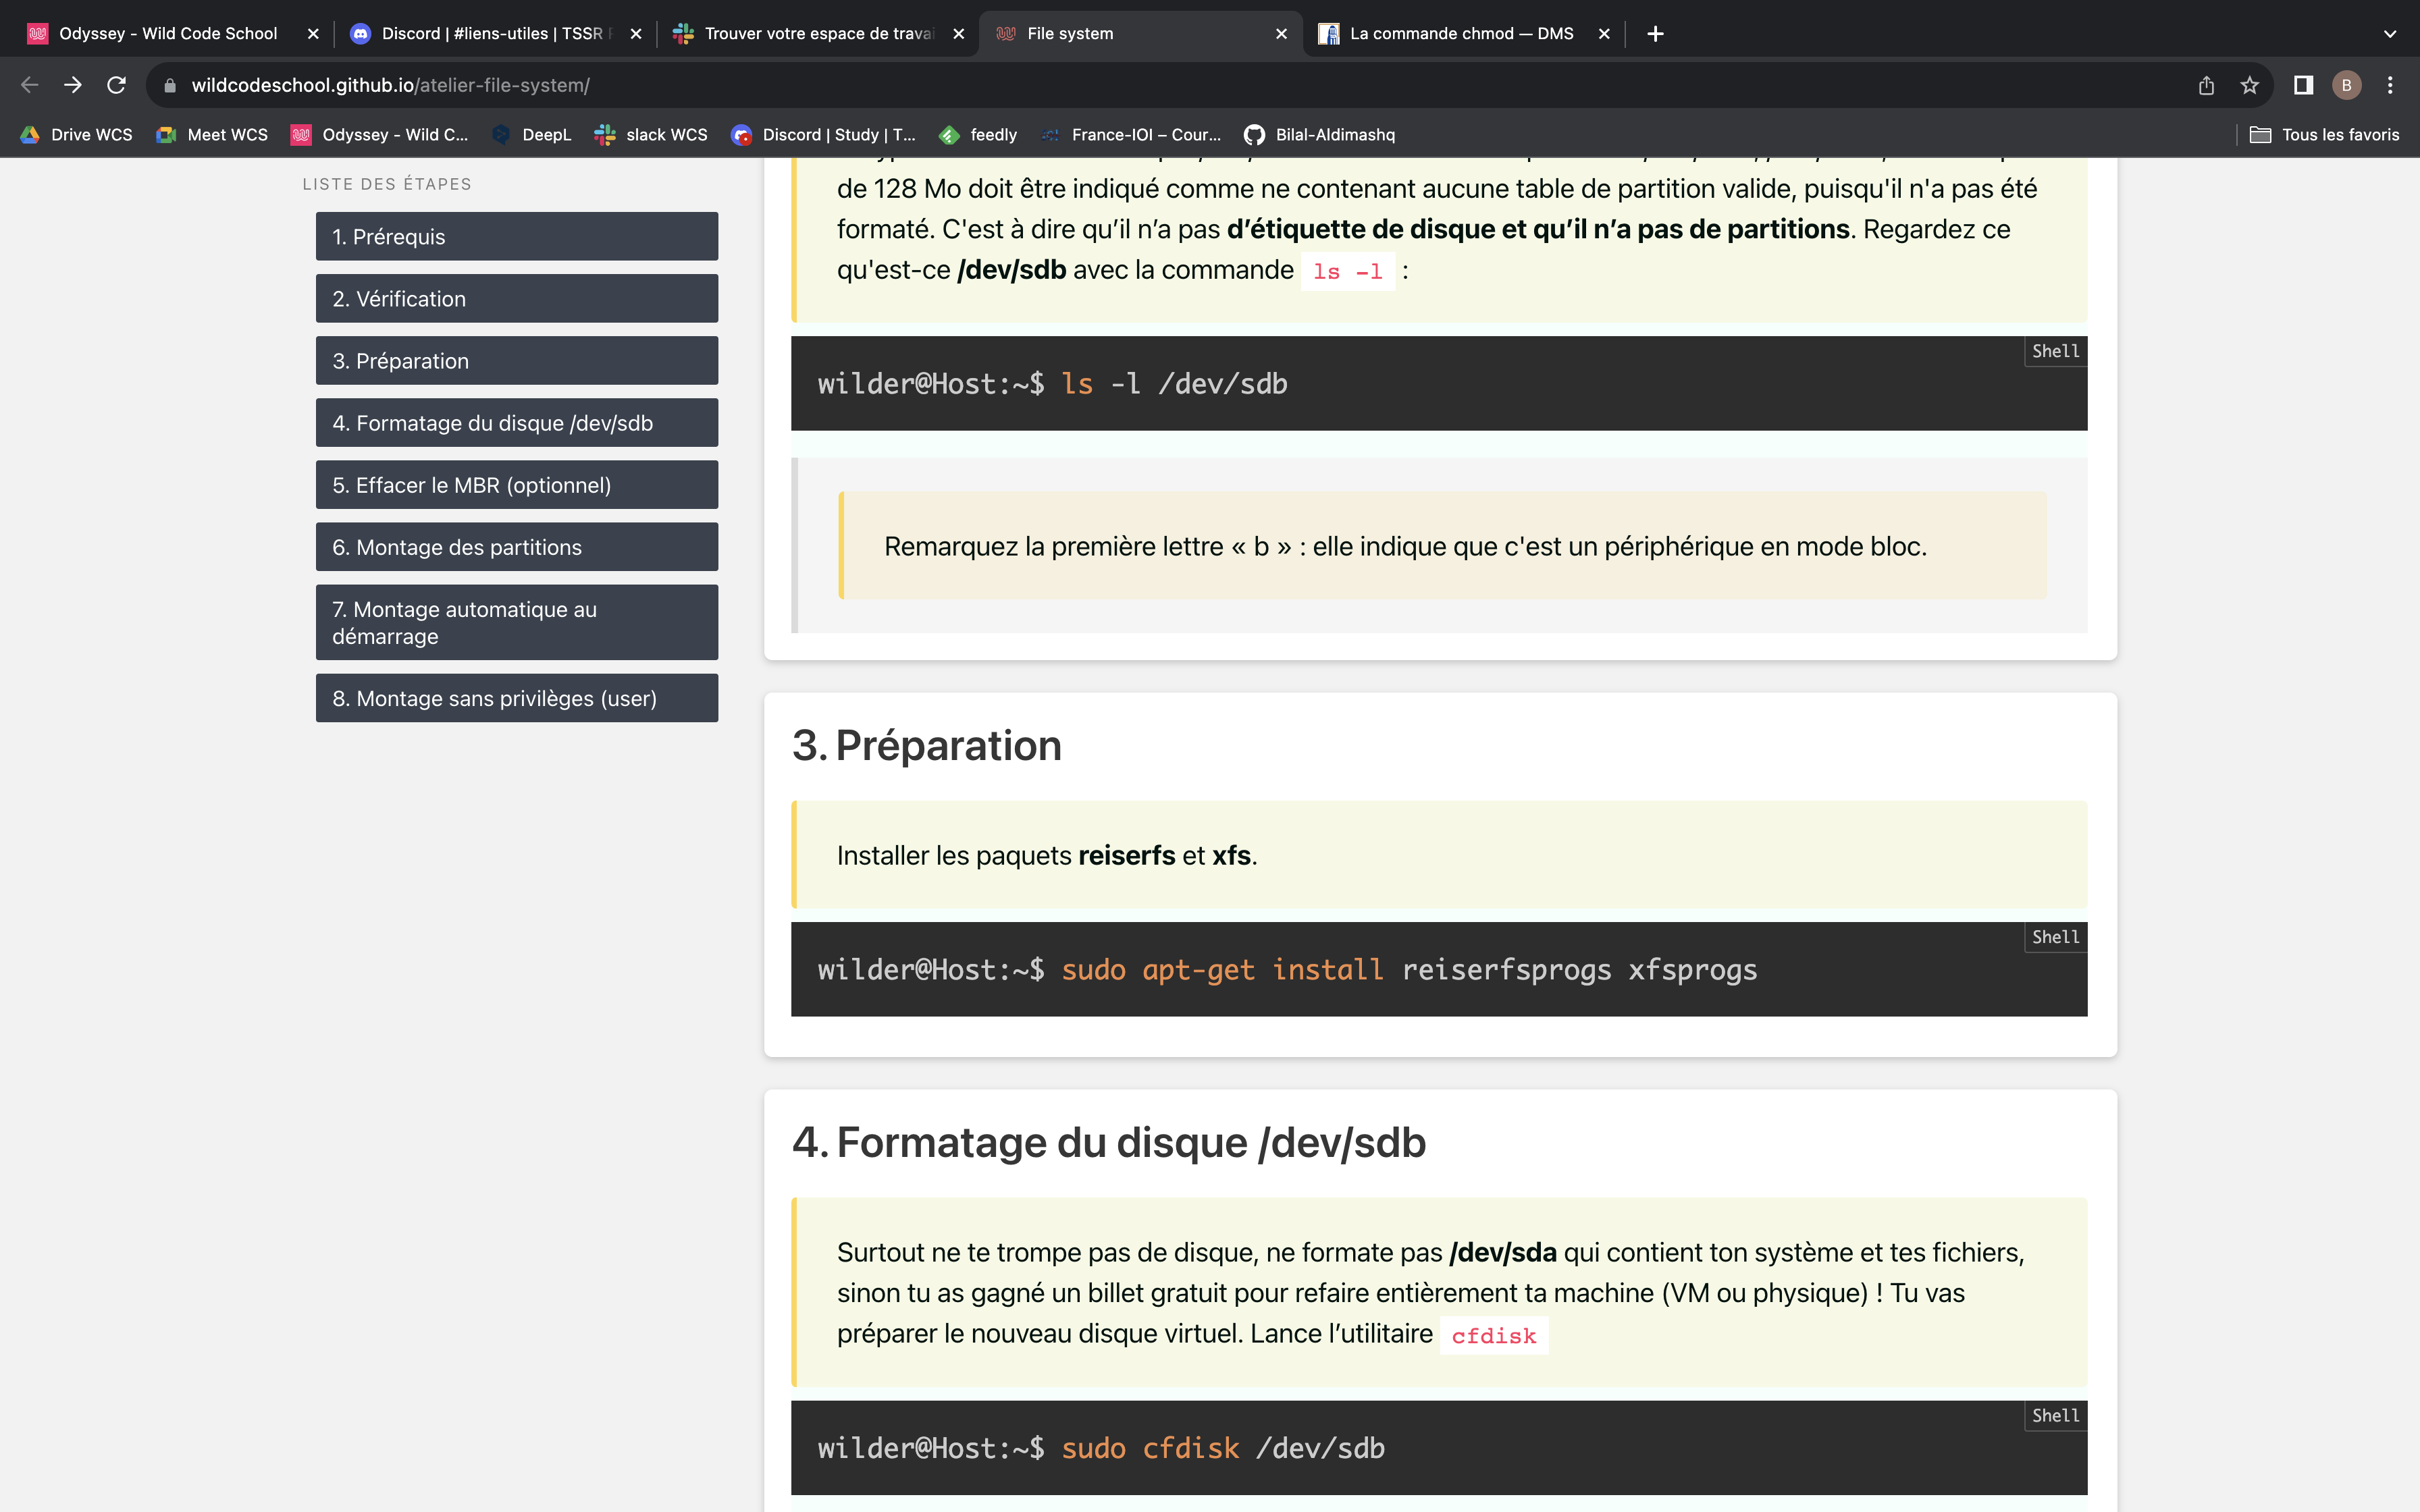 Odyssey - Wild Code School
Discord | #liens-utiles | TSSR
Trouver votre espace de travai
File system
La commande chmod — DMS
wildcodeschool.github.io/atelier-file-system/
B
Drive WCS
Meet WCS
Odyssey - Wild C...
DeepL
slack WCS
Discord | Study | T...
feedly
France-IOI – Cour...
Bilal-Aldimashq
Tous les favoris
LISTE DES ÉTAPES
1. Prérequis
2. Vérification
3. Préparation
4. Formatage du disque /dev/sdb
5. Effacer le MBR (optionnel)
6. Montage des partitions
7. Montage automatique au
démarrage
8. Montage sans privilèges (user)
de 128 Mo doit être indiqué comme ne contenant aucune table de partition valide, puisqu'il n'a pas été
formaté. C'est à dire qu’il n’a pas d’étiquette de disque et qu’il n’a pas de partitions. Regardez ce
qu'est-ce /dev/sdb avec la commande ls -l :
Shell
wilder@Host:~$ ls -l /dev/sdb
Remarquez la première lettre « b » : elle indique que c'est un périphérique en mode bloc.
3. Préparation
Installer les paquets reiserfs et xfs.
Shell
wilder@Host:~$ sudo apt-get install reiserfsprogs xfsprogs
4. Formatage du disque /dev/sdb
Surtout ne te trompe pas de disque, ne formate pas /dev/sda qui contient ton système et tes fichiers,
sinon tu as gagné un billet gratuit pour refaire entièrement ta machine (VM ou physique) ! Tu vas
préparer le nouveau disque virtuel. Lance l’utilitaire cfdisk
Shell
wilder@Host:~$ sudo cfdisk /dev/sdb